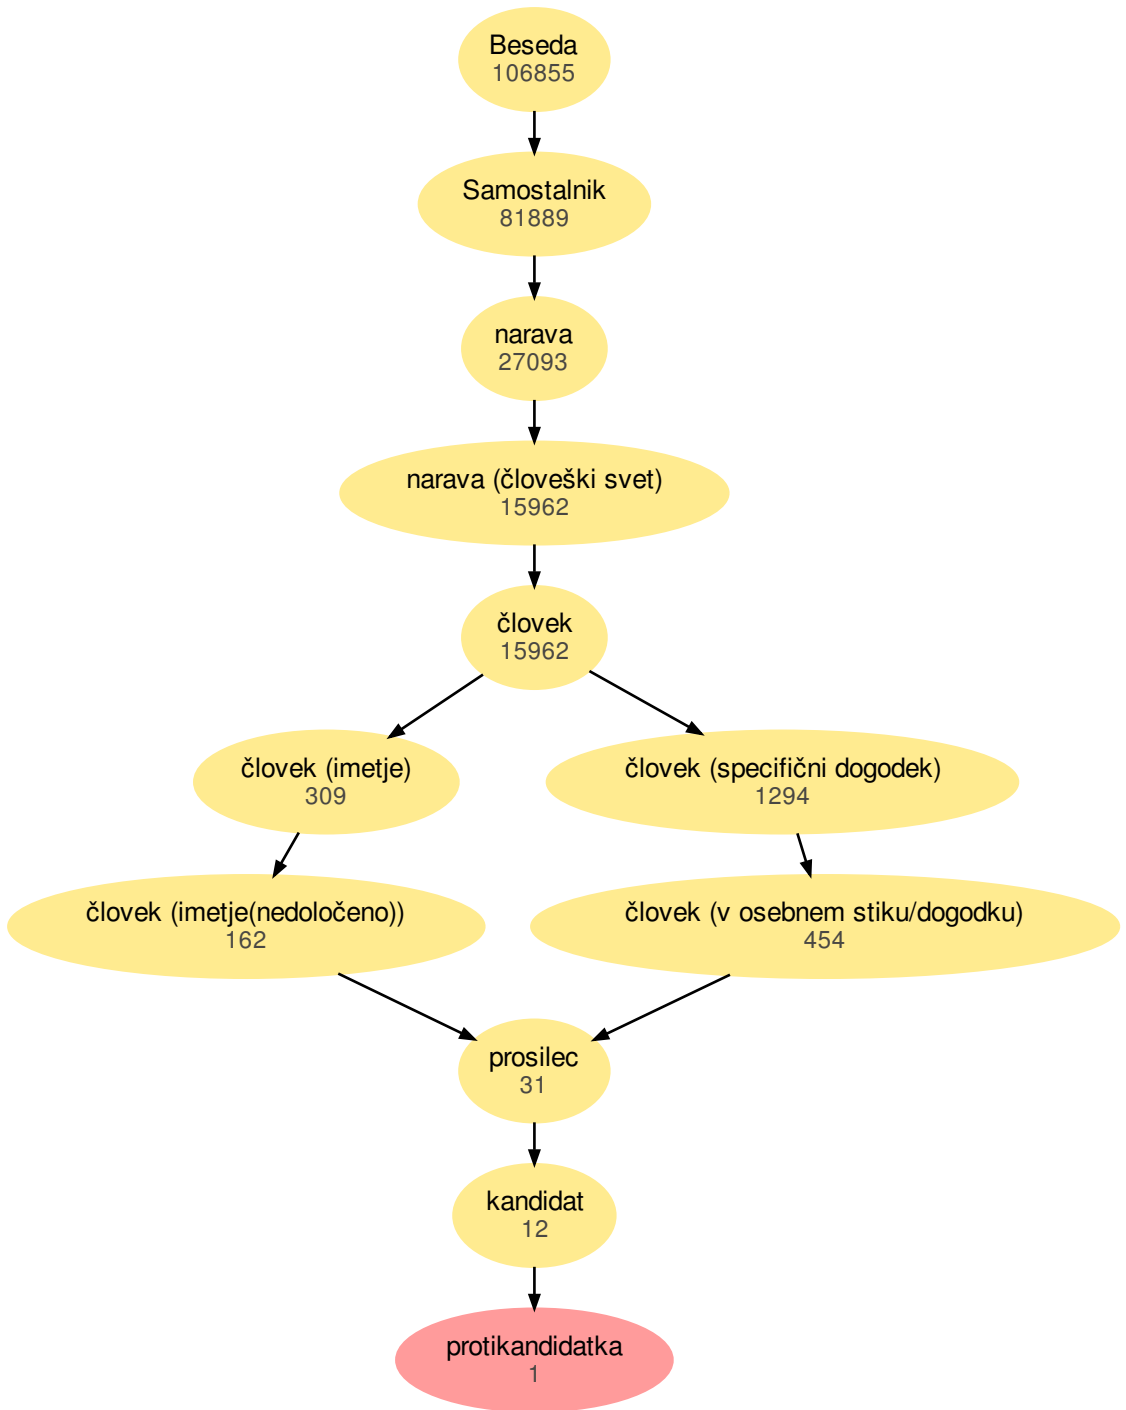 Beseda
106855
Samostalnik
81889
narava
27093
narava (človeški svet)
15962
človek
15962
človek (imetje)
309
človek (specifični dogodek)
1294
človek (imetje(nedoločeno))
162
človek (v osebnem stiku/dogodku)
454
prosilec
31
kandidat
12
protikandidatka
1